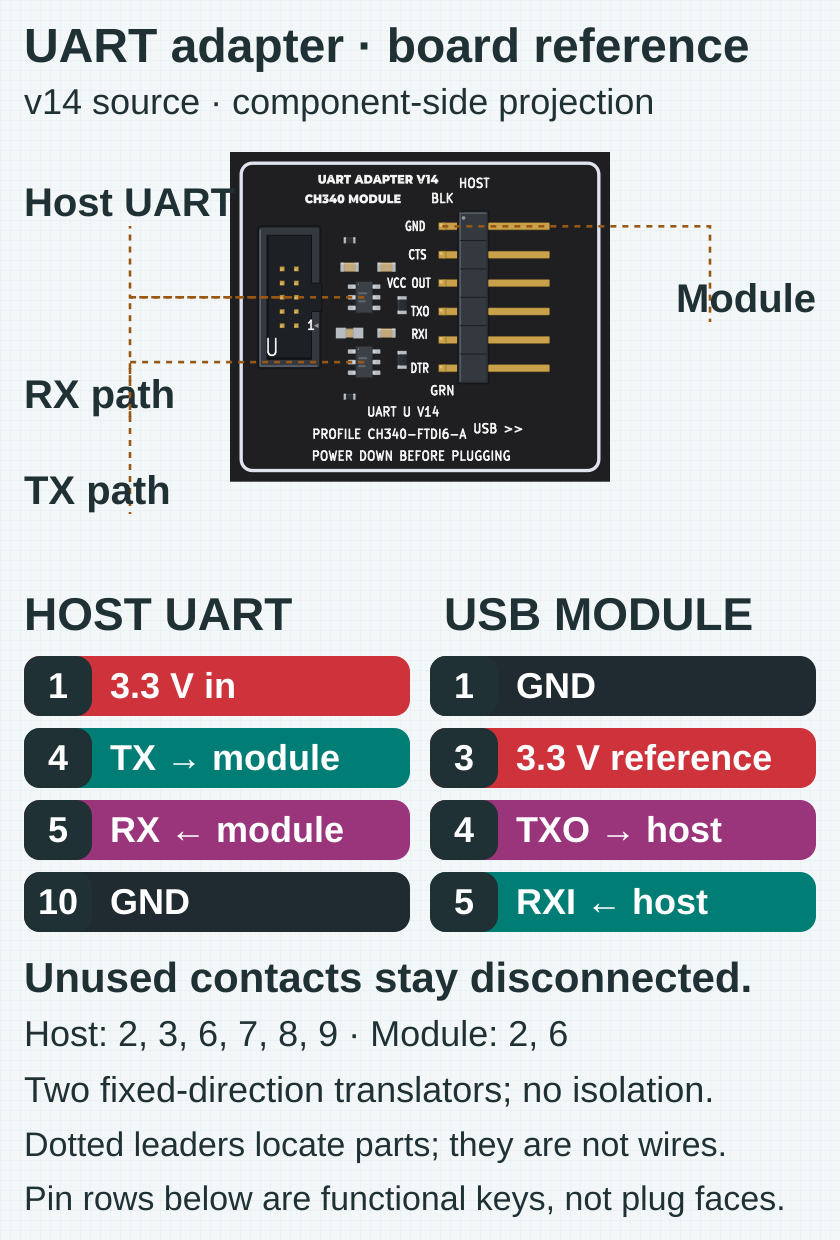 UART adapter · board reference
v14 source · component-side projection
Host UART
RX path
TX path
Module
UART ADAPTER V14
CH340 MODULE
HOST
BLK
GND
CTS
VCC OUT
TXO
RXI
DTR
GRN
1
U
UART U V14
PROFILE CH340-FTDI6-A
USB >>
POWER DOWN BEFORE PLUGGING
HOST UART
1 3.3 V in
4 TX → module
5 RX ← module
10 GND
USB MODULE
1 GND
3 3.3 V reference
4 TXO → host
5 RXI ← host
Unused contacts stay disconnected.
Host: 2, 3, 6, 7, 8, 9 · Module: 2, 6
Two fixed-direction translators; no isolation.
Dotted leaders locate parts; they are not wires.
Pin rows below are functional keys, not plug faces.